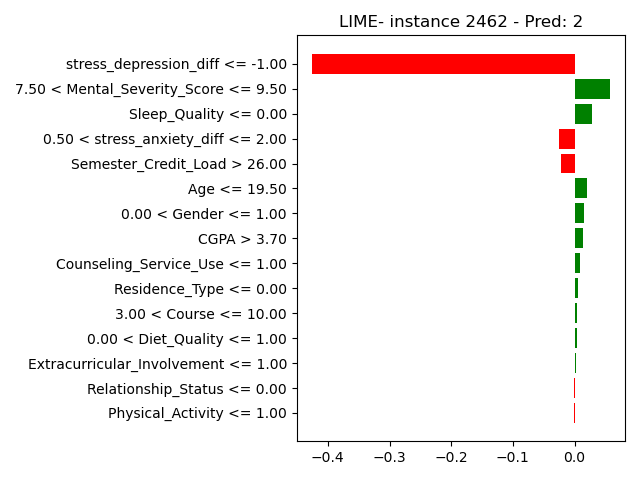 LIME- instance 2462 - Pred: 2
stress_depression_diff <= -1.00
7.50 < Mental_Severity_Score <= 9.50
Sleep_Quality <= 0.00
0.50 < stress_anxiety_diff <= 2.00
Semester_Credit_Load > 26.00
Age <= 19.50
0.00 < Gender <= 1.00
CGPA > 3.70
Counseling_Service_Use <= 1.00
Residence_Type <= 0.00
3.00 < Course <= 10.00
0.00 < Diet_Quality <= 1.00
Extracurricular_Involvement <= 1.00
Relationship_Status <= 0.00
Physical_Activity <= 1.00
−0.4 −0.3 −0.2 −0.1 0.0